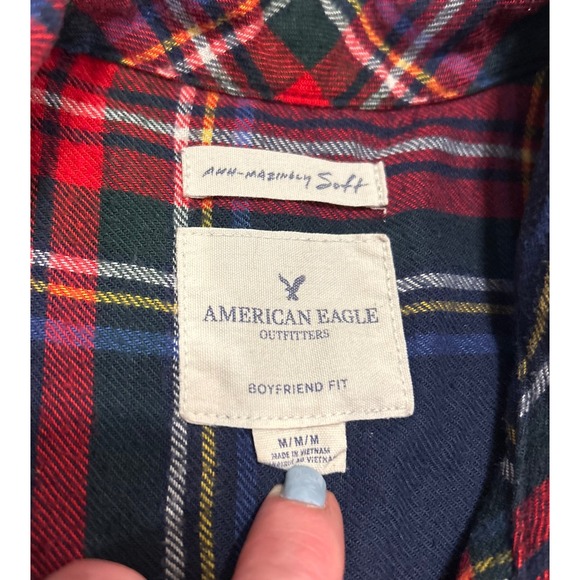 AHH-MAZINGLY Soft
AMERICAN EAGLE
OUTFITTERS
BOYFRIEND FIT
M/M/M
MADE IN VIETNAM